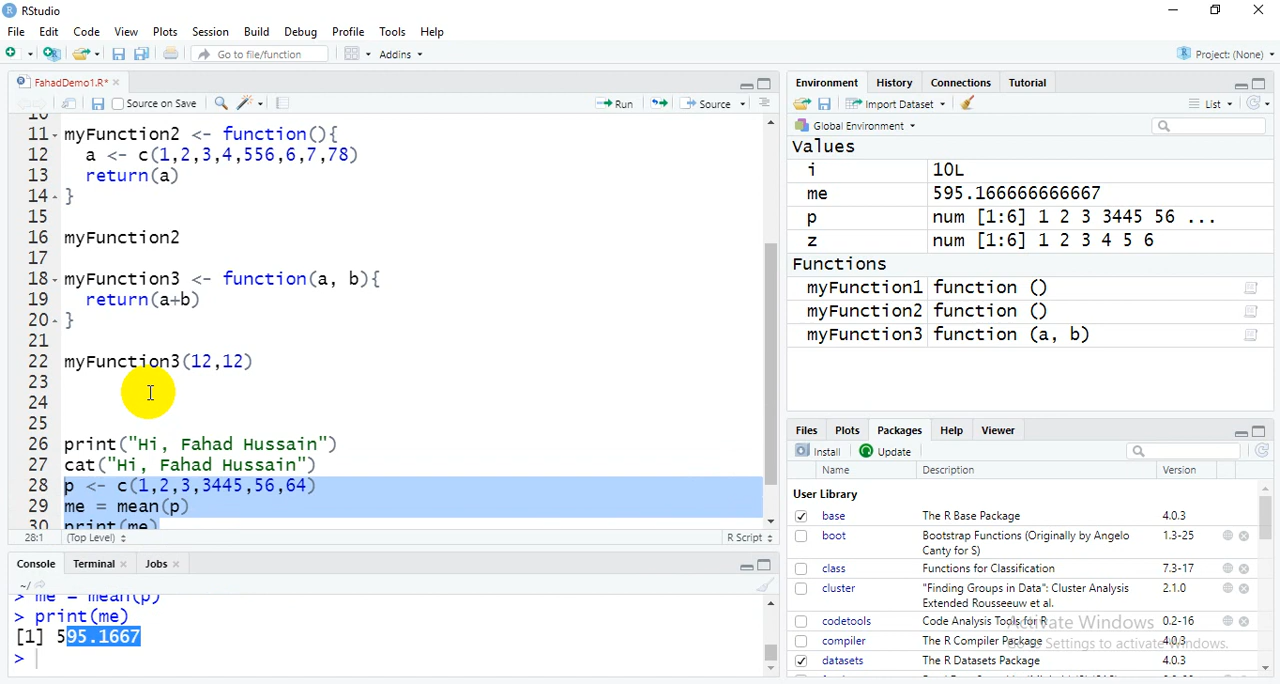 RStudio
File Edit Code View Plots Session Build Debug Profile Tools Help
Go to file/function Addins Project: (None)
FahadDemo1.R*
Source on Save Run Source
11 myFunction2 <- function(){
12 a <- c(1,2,3,4,556,6,7,78)
13 return(a)
14 }
15
16 myFunction2
17
18 myFunction3 <- function(a, b){
19 return(a+b)
20 }
21
22 myFunction3(12,12)
23
24
25
26 print("Hi, Fahad Hussain")
27 cat("Hi, Fahad Hussain")
28 p <- c(1,2,3,3445,56,64)
29 me = mean(p)
30 print(me)
28:1 (Top Level) R Script
Console Terminal Jobs
~/
> me = mean(p)
> print(me)
[1] 595.1667
>
Environment History Connections Tutorial
Import Dataset List
Global Environment
Values
i 10L
me 595.166666666667
p num [1:6] 1 2 3 3445 56 ...
z num [1:6] 1 2 3 4 5 6
Functions
myFunction1 function ()
myFunction2 function ()
myFunction3 function (a, b)
Files Plots Packages Help Viewer
Install Update
Name Description Version
User Library
base The R Base Package 4.0.3
boot Bootstrap Functions (Originally by Angelo Canty for S) 1.3-25
class Functions for Classification 7.3-17
cluster "Finding Groups in Data": Cluster Analysis Extended Rousseeuw et al. 2.1.0
codetools Code Analysis Tools for R 0.2-16
compiler The R Compiler Package 4.0.3
datasets The R Datasets Package 4.0.3
Activate Windows
Go to Settings to activate Windows.